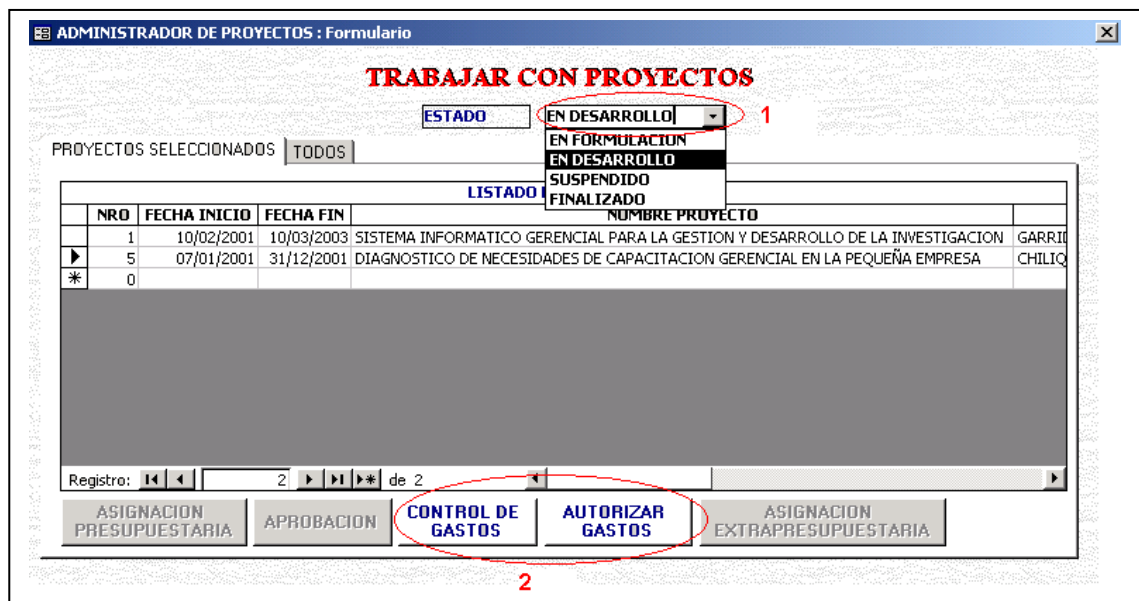 ADMINISTRADOR DE PROYECTOS : Formulario
TRABAJAR CON PROYECTOS
ESTADO EN DESARROLLO 1
EN FORMULACION
EN DESARROLLO
SUSPENDIDO
FINALIZADO
PROYECTOS SELECCIONADOS TODOS
LISTADO
NRO FECHA INICIO FECHA FIN NOMBRE PROYECTO
1 10/02/2001 10/03/2003 SISTEMA INFORMATICO GERENCIAL PARA LA GESTION Y DESARROLLO DE LA INVESTIGACION GARRID
5 07/01/2001 31/12/2001 DIAGNOSTICO DE NECESIDADES DE CAPACITACION GERENCIAL EN LA PEQUEÑA EMPRESA CHILIQ
0
Registro: 2 de 2
ASIGNACION PRESUPUESTARIA
APROBACION
CONTROL DE GASTOS
AUTORIZAR GASTOS
ASIGNACION EXTRAPRESUPUESTARIA
2